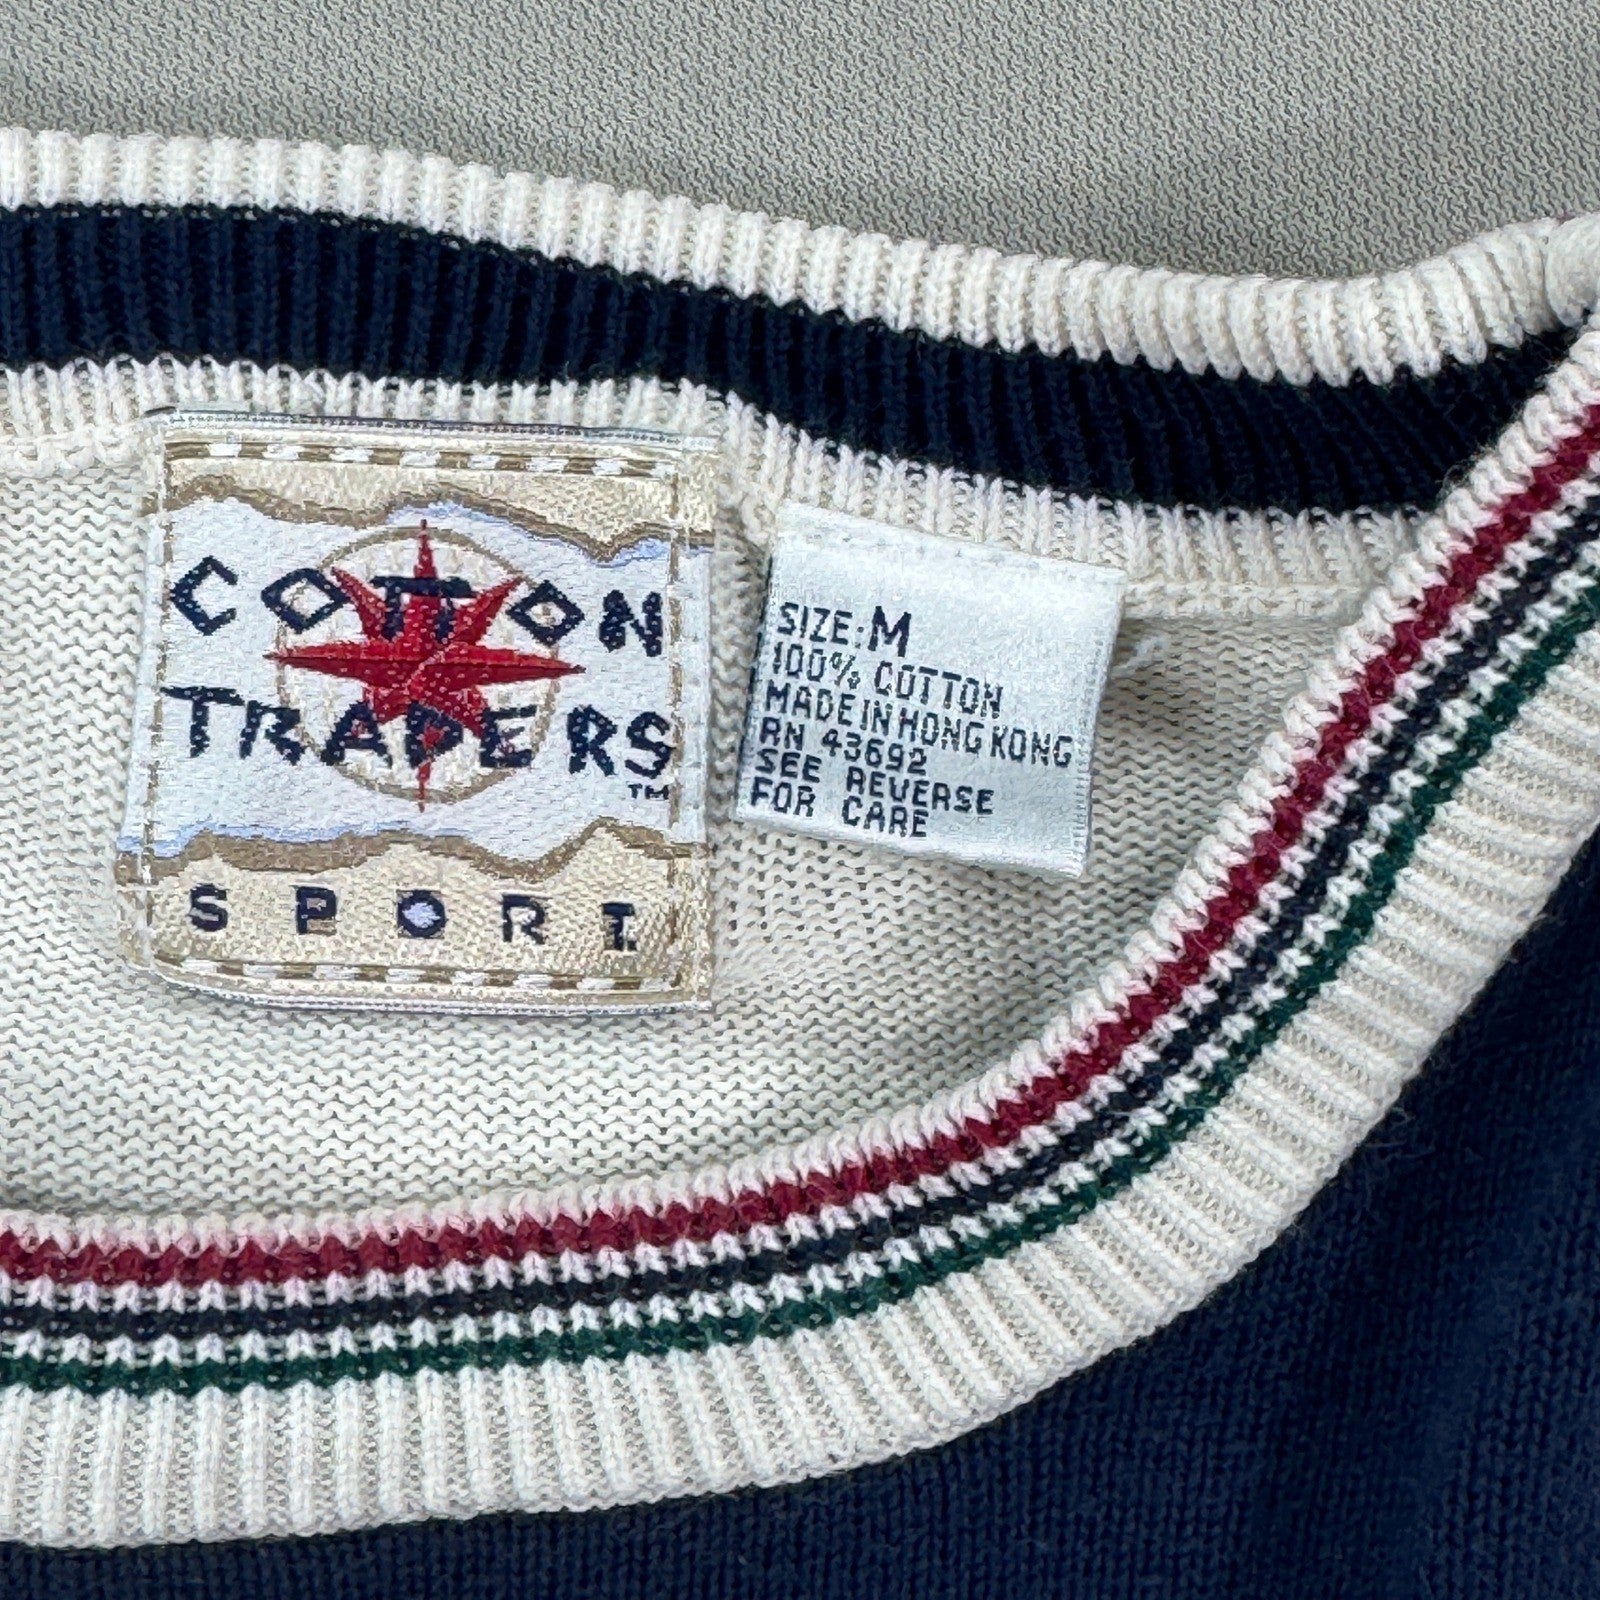 COTTON
TRADERS
TM
SPORT.
SIZE: M
100% COTTON
MADE IN HONG KONG
RN 43692
SEE REVERSE
FOR CARE